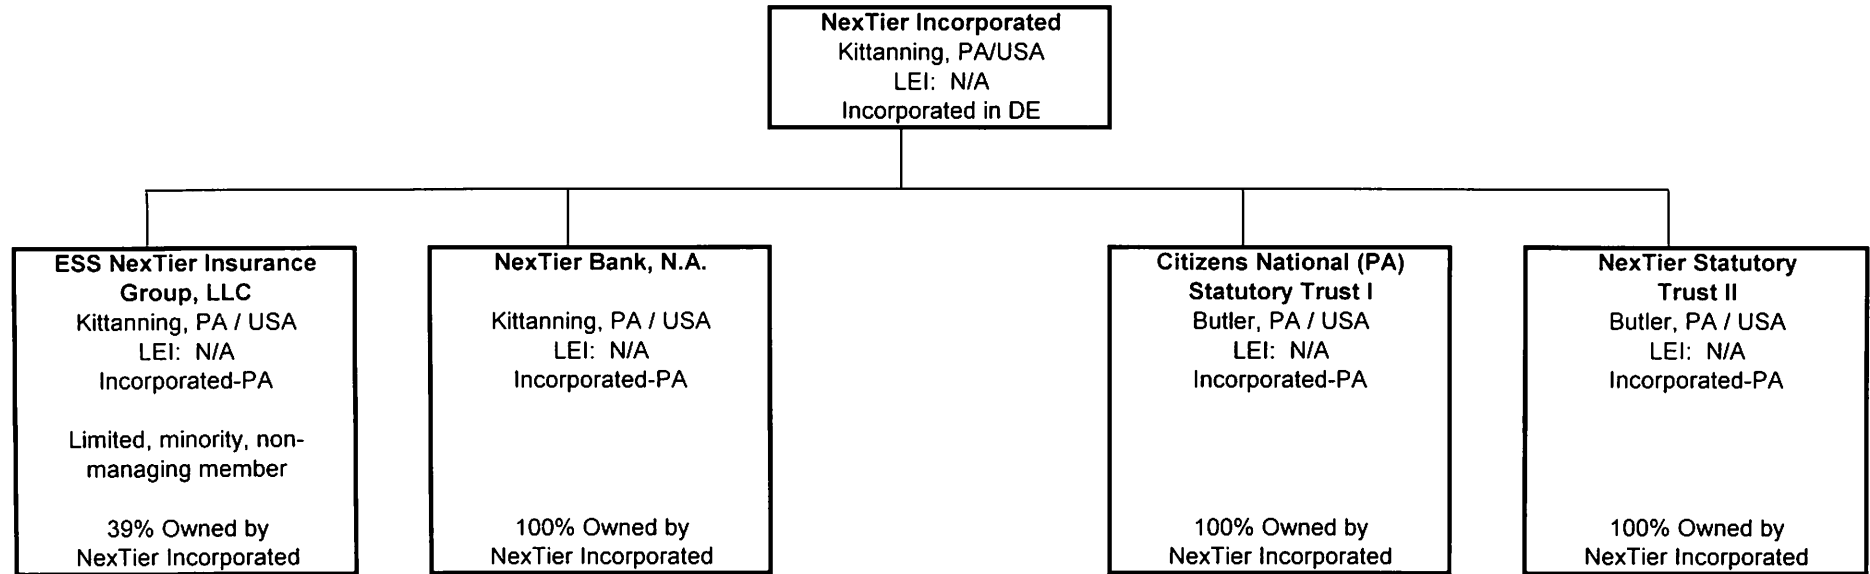 NexTier Incorporated
Kittanning, PA/USA
LEI: N/A
Incorporated in DE
ESS NexTier Insurance
Group, LLC
Kittanning, PA / USA
LEI: N/A
Incorporated-PA
Limited, minority, non-
managing member
39% Owned by
NexTier Incorporated
NexTier Bank, N.A.
Kittanning, PA / USA
LEI: N/A
Incorporated-PA
100% Owned by
NexTier Incorporated
Citizens National (PA)
Statutory Trust I
Butler, PA / USA
LEI: N/A
Incorporated-PA
100% Owned by
NexTier Incorporated
NexTier Statutory
Trust II
Butler, PA / USA
LEI: N/A
Incorporated-PA
100% Owned by
NexTier Incorporated